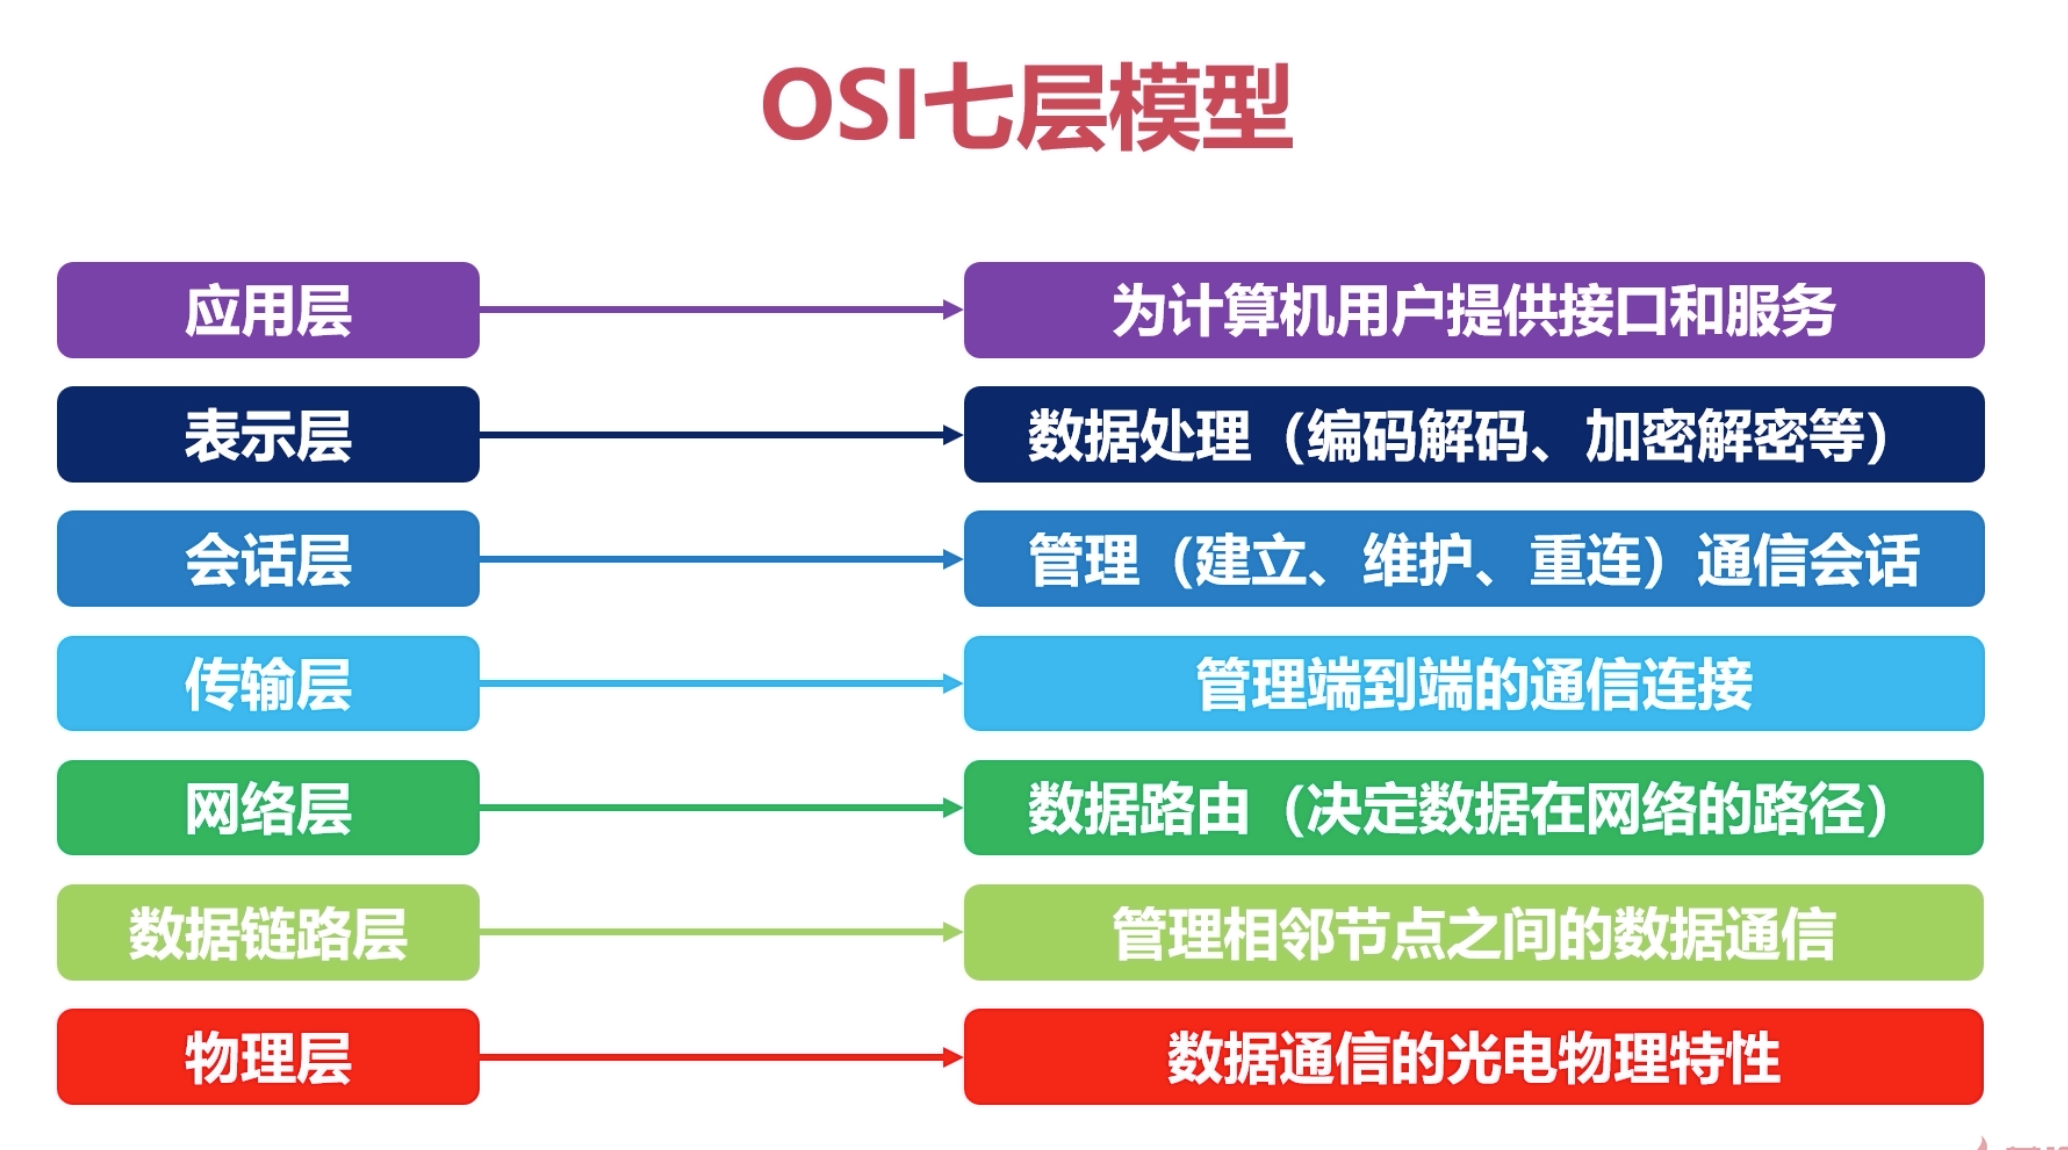 OSI七层模型
应用层
为计算机用户提供接口和服务
表示层
数据处理（编码解码、加密解密等）
会话层
管理（建立、维护、重连）通信会话
传输层
管理端到端的通信连接
网络层
数据路由（决定数据在网络的路径）
数据链路层
管理相邻节点之间的数据通信
物理层
数据通信的光电物理特性